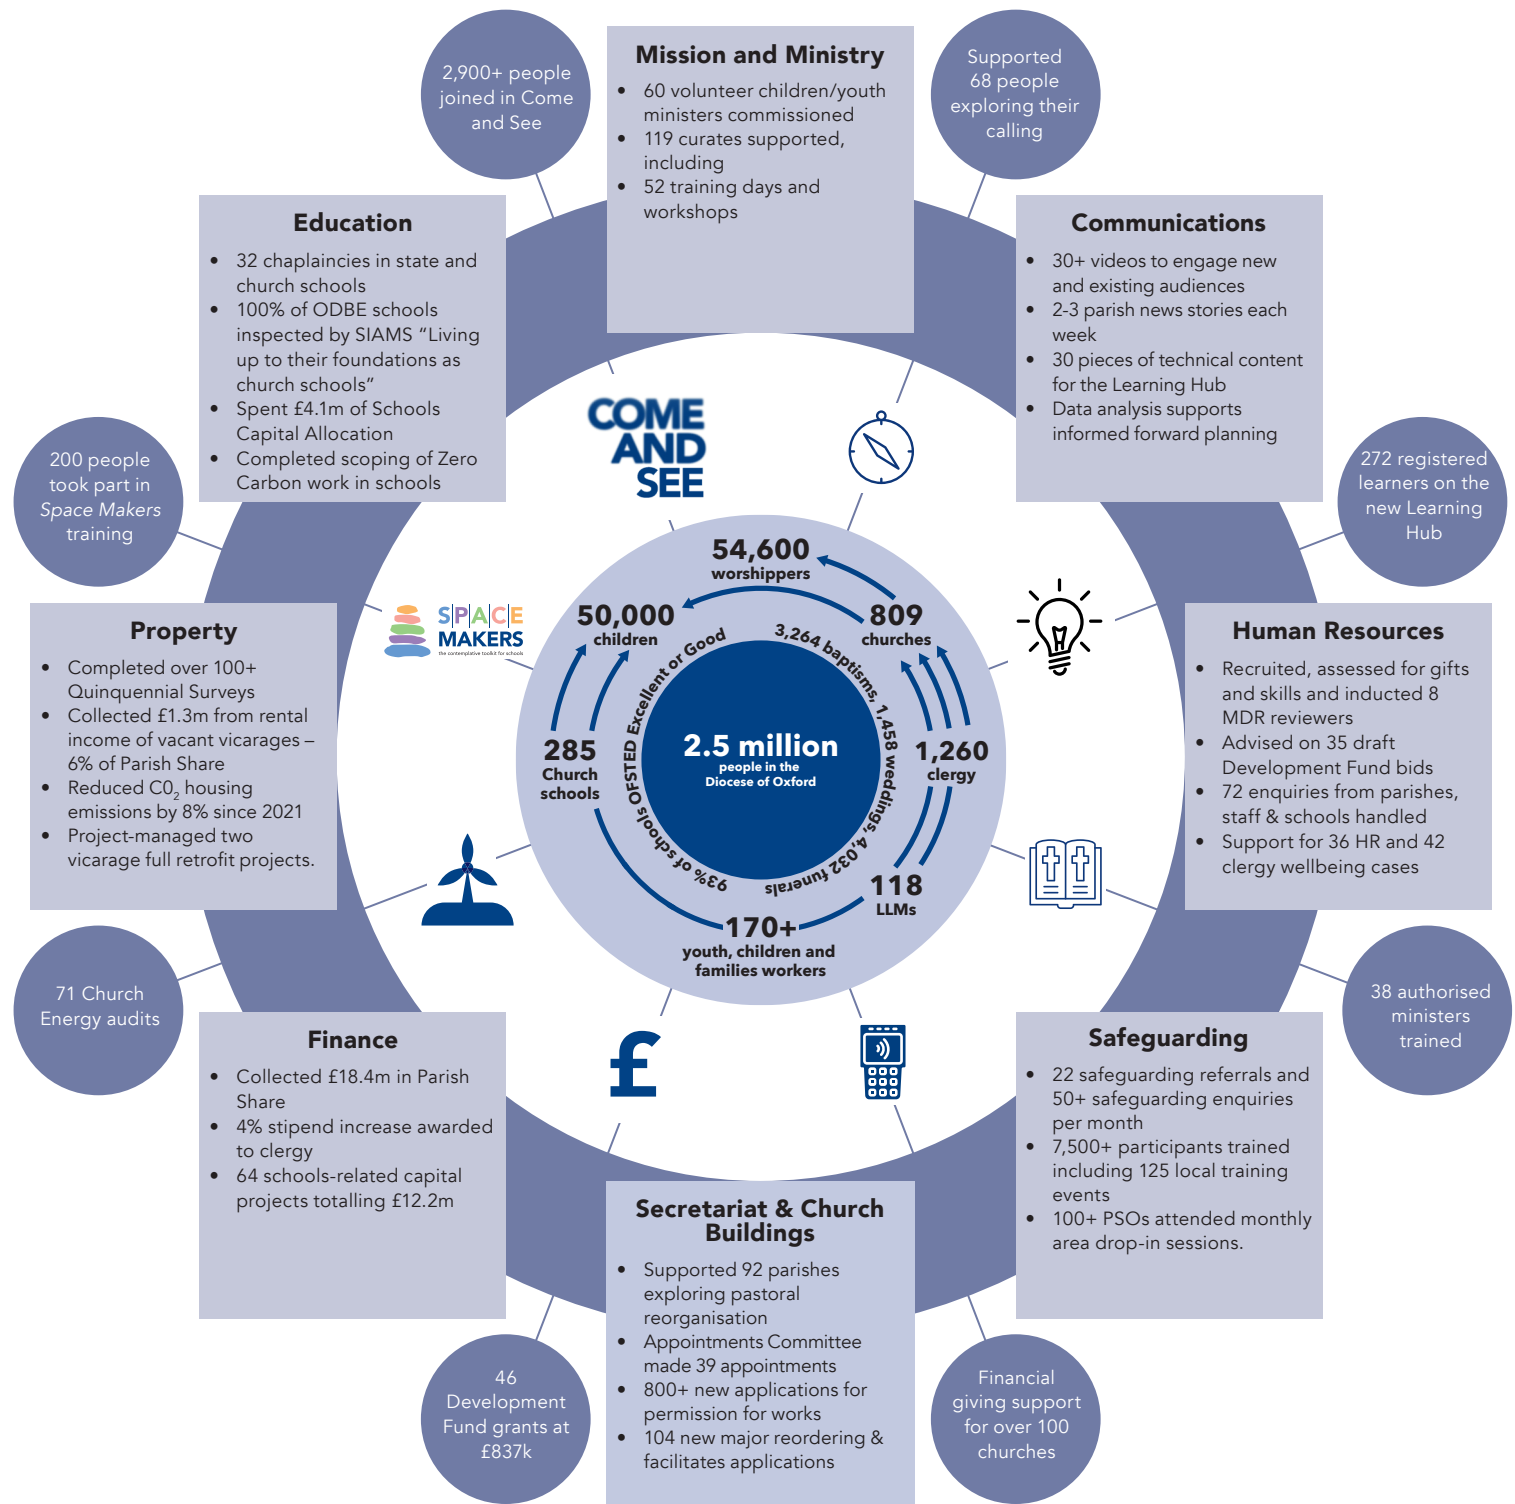 2,900+ people
joined in Come
and See
Mission and Ministry
• 60 volunteer children/youth
ministers commissioned
• 119 curates supported,
including
• 52 training days and
workshops
Supported
68 people
exploring their
calling
Education
• 32 chaplaincies in state and
church schools
• 100% of ODBE schools
inspected by SIAMS “Living
up to their foundations as
church schools”
• Spent £4.1m of Schools
Capital Allocation
• Completed scoping of Zero
Carbon work in schools
Communications
• 30+ videos to engage new
and existing audiences
• 2-3 parish news stories each
week
• 30 pieces of technical content
for the Learning Hub
• Data analysis supports
informed forward planning
COME
AND
SEE
200 people
took part in
Space Makers
training
272 registered
learners on the
new Learning
Hub
54,600
worshippers
50,000
children
809
churches
SPACE
MAKERS
the contemplative toolkit for schools
Property
• Completed over 100+
Quinquennial Surveys
• Collected £1.3m from rental
income of vacant vicarages –
6% of Parish Share
• Reduced C02 housing
emissions by 8% since 2021
• Project-managed two
vicarage full retrofit projects.
93% of schools OFSTED Excellent or Good
3,264 baptisms, 1,458 weddings, 4,032 funerals
2.5 million
people in the
Diocese of Oxford
285
Church
schools
1,260
clergy
118
LLMs
170+
youth, children and
families workers
Human Resources
• Recruited, assessed for gifts
and skills and inducted 8
MDR reviewers
• Advised on 35 draft
Development Fund bids
• 72 enquiries from parishes,
staff & schools handled
• Support for 36 HR and 42
clergy wellbeing cases
71 Church
Energy audits
38 authorised
ministers
trained
Finance
• Collected £18.4m in Parish
Share
• 4% stipend increase awarded
to clergy
• 64 schools-related capital
projects totalling £12.2m
£
Safeguarding
• 22 safeguarding referrals and
50+ safeguarding enquiries
per month
• 7,500+ participants trained
including 125 local training
events
• 100+ PSOs attended monthly
area drop-in sessions.
Secretariat & Church
Buildings
• Supported 92 parishes
exploring pastoral
reorganisation
• Appointments Committee
made 39 appointments
• 800+ new applications for
permission for works
• 104 new major reordering &
facilitates applications
46
Development
Fund grants at
£837k
Financial
giving support
for over 100
churches